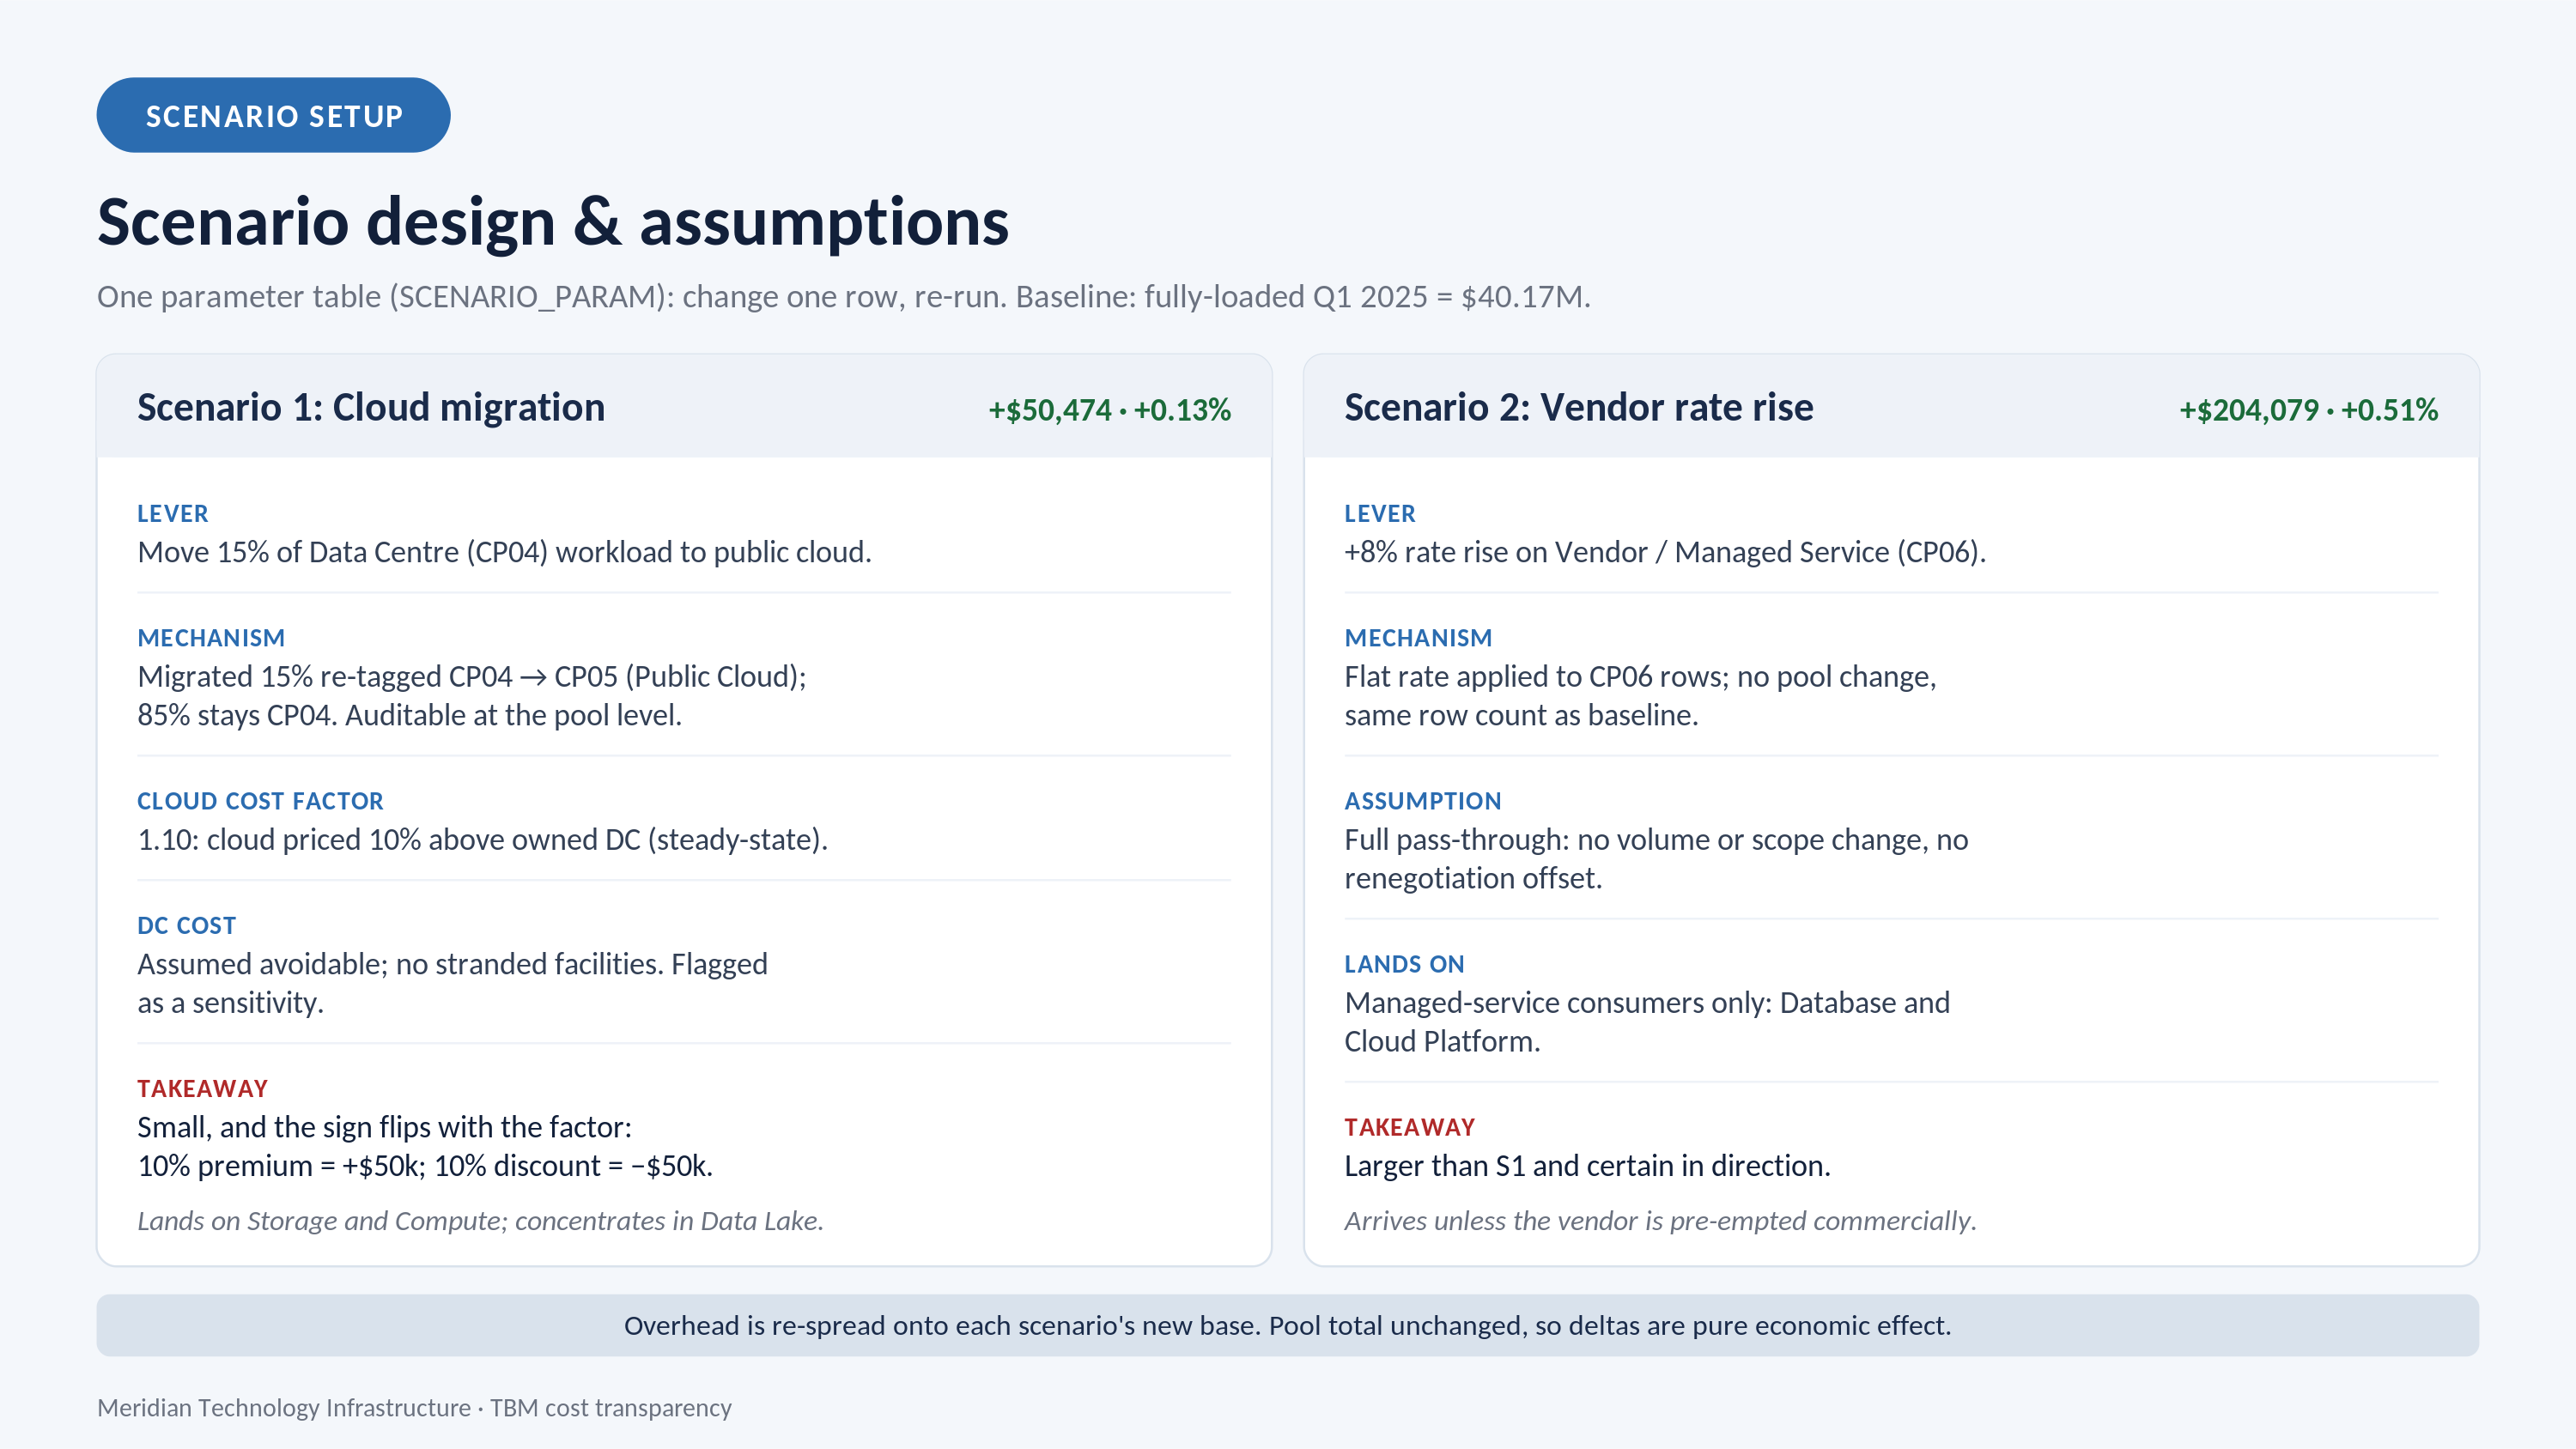 SCENARIO SETUP
Scenario design & assumptions
One parameter table (SCENARIO_PARAM): change one row, re-run. Baseline: fully-loaded Q1 2025 = $40.17M.
Scenario 1: Cloud migration
+$50,474 · +0.13%
LEVER
Move 15% of Data Centre (CP04) workload to public cloud.
MECHANISM
Migrated 15% re-tagged CP04 → CP05 (Public Cloud);
85% stays CP04. Auditable at the pool level.
CLOUD COST FACTOR
1.10: cloud priced 10% above owned DC (steady-state).
DC COST
Assumed avoidable; no stranded facilities. Flagged
as a sensitivity.
TAKEAWAY
Small, and the sign flips with the factor:
10% premium = +$50k; 10% discount = −$50k.
Lands on Storage and Compute; concentrates in Data Lake.
Scenario 2: Vendor rate rise
+$204,079 · +0.51%
LEVER
+8% rate rise on Vendor / Managed Service (CP06).
MECHANISM
Flat rate applied to CP06 rows; no pool change,
same row count as baseline.
ASSUMPTION
Full pass-through: no volume or scope change, no
renegotiation offset.
LANDS ON
Managed-service consumers only: Database and
Cloud Platform.
TAKEAWAY
Larger than S1 and certain in direction.
Arrives unless the vendor is pre-empted commercially.
Overhead is re-spread onto each scenario's new base. Pool total unchanged, so deltas are pure economic effect.
Meridian Technology Infrastructure · TBM cost transparency